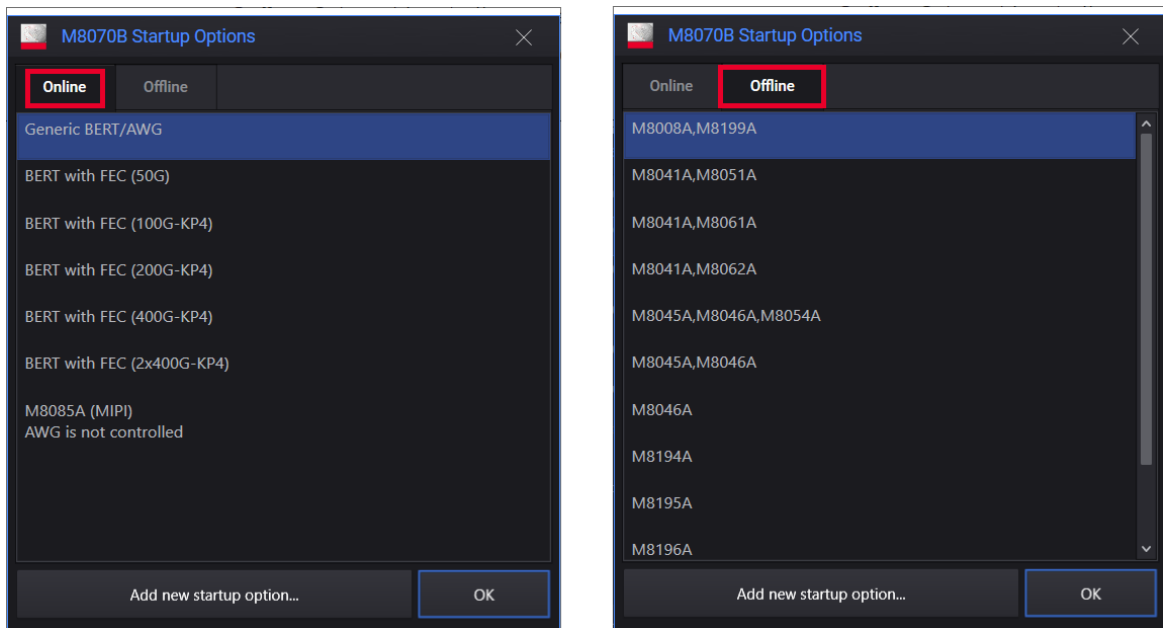 M8070B Startup Options
Online
Offline
Generic BERT/AWG
BERT with FEC (50G)
BERT with FEC (100G-KP4)
BERT with FEC (200G-KP4)
BERT with FEC (400G-KP4)
BERT with FEC (2x400G-KP4)
M8085A (MIPI)
AWG is not controlled
Add new startup option...
OK
M8070B Startup Options
Online
Offline
M8008A,M8199A
M8041A,M8051A
M8041A,M8061A
M8041A,M8062A
M8045A,M8046A,M8054A
M8045A,M8046A
M8046A
M8194A
M8195A
M8196A
Add new startup option...
OK